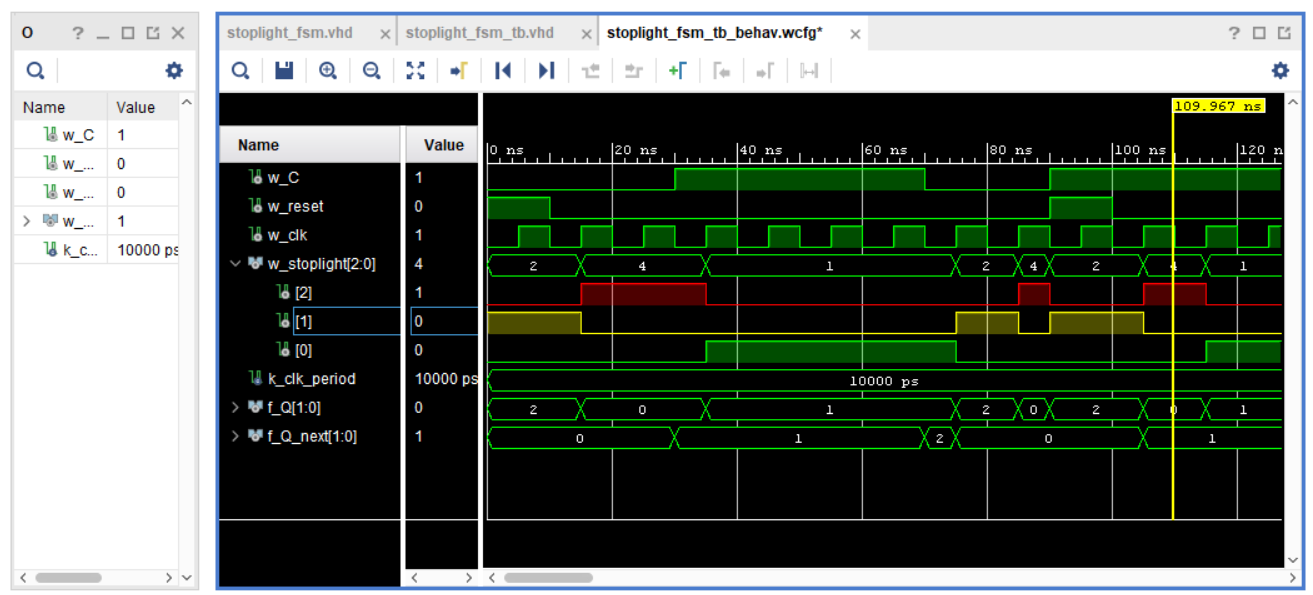 O ? _
Name Value
w_C 1
w_... 0
w_... 0
> w_... 1
k_c... 10000 ps
stoplight_fsm.vhd × stoplight_fsm_tb.vhd × stoplight_fsm_tb_behav.wcfg* × ?
109.967 ns
Name Value 0 ns 20 ns 40 ns 60 ns 80 ns 100 ns 120 n
w_C 1
w_reset 0
w_clk 1
w_stoplight[2:0] 4 2 4 1 2 4 2 4 1
[2] 1
[1] 0
[0] 0
k_clk_period 10000 ps 10000 ps
> f_Q[1:0] 0 2 0 1 2 0 2 0 1
> f_Q_next[1:0] 1 0 1 2 0 1